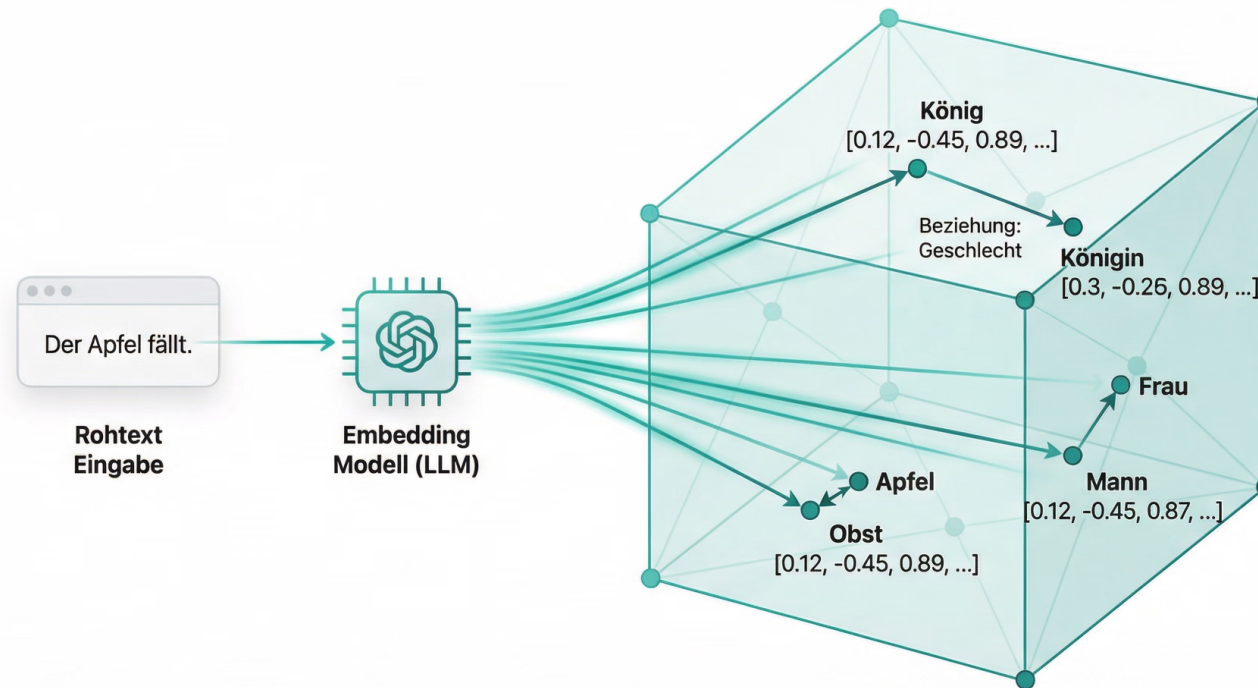 König
[0.12, -0.45, 0.89, ...]
Beziehung:
Geschlecht
Königin
[0.3, -0.26, 0.89, ...]
Der Apfel fällt.
Rohtext
Eingabe
Embedding
Modell (LLM)
Frau
Mann
[0.12, -0.45, 0.87, ...]
Apfel
Obst
[0.12, -0.45, 0.89, ...]